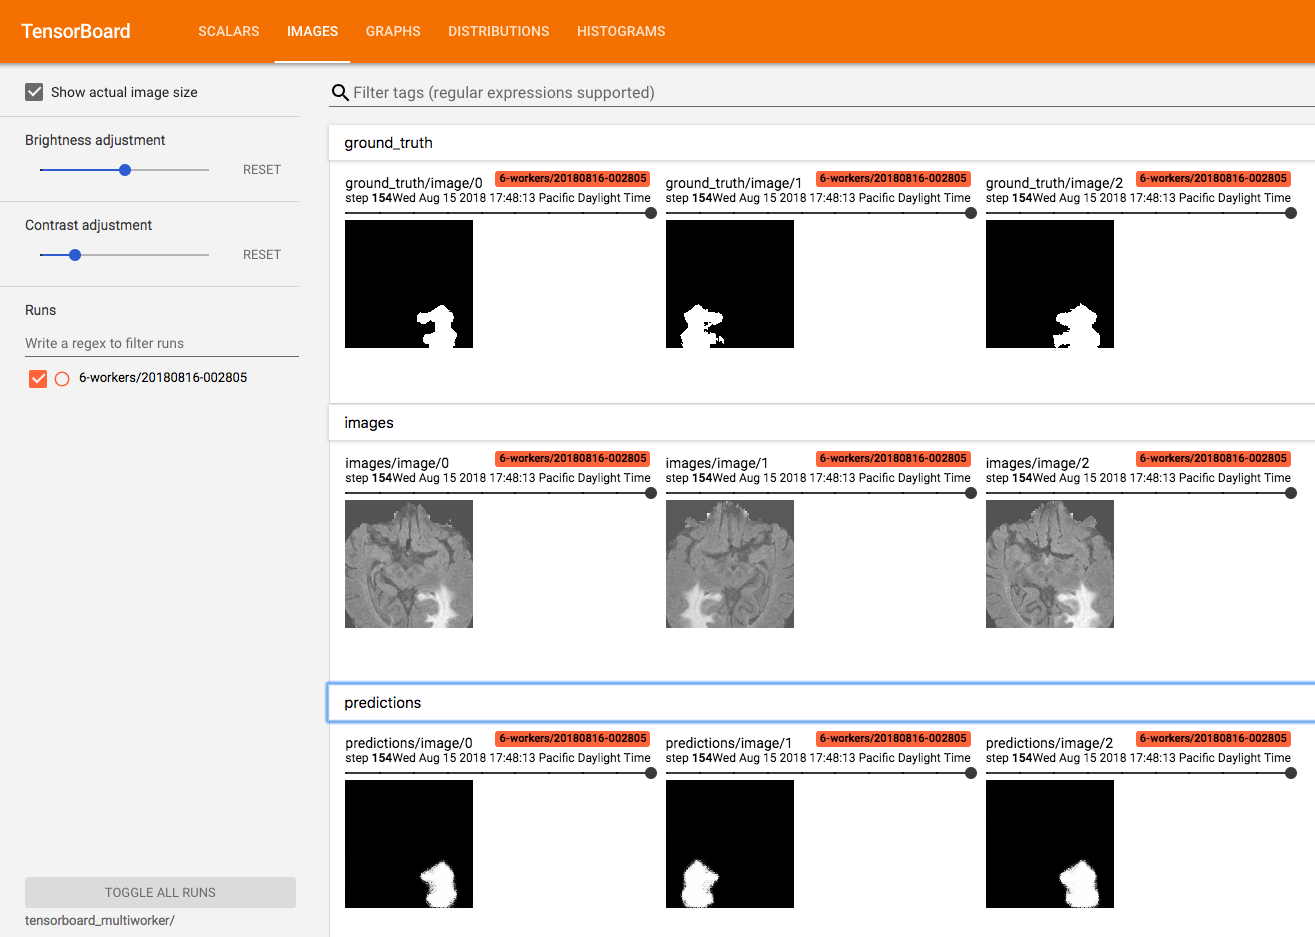 TensorBoard SCALARS IMAGES GRAPHS DISTRIBUTIONS HISTOGRAMS
Show actual image size
Brightness adjustment
RESET
Contrast adjustment
RESET
Runs
Write a regex to filter runs
6-workers/20180816-002805
TOGGLE ALL RUNS
tensorboard_multiworker/
Filter tags (regular expressions supported)
ground_truth
ground_truth/image/0 6-workers/20180816-002805
step 154Wed Aug 15 2018 17:48:13 Pacific Daylight Time
ground_truth/image/1 6-workers/20180816-002805
step 154Wed Aug 15 2018 17:48:13 Pacific Daylight Time
ground_truth/image/2 6-workers/20180816-002805
step 154Wed Aug 15 2018 17:48:13 Pacific Daylight Time
images
images/image/0 6-workers/20180816-002805
step 154Wed Aug 15 2018 17:48:13 Pacific Daylight Time
images/image/1 6-workers/20180816-002805
step 154Wed Aug 15 2018 17:48:13 Pacific Daylight Time
images/image/2 6-workers/20180816-002805
step 154Wed Aug 15 2018 17:48:13 Pacific Daylight Time
predictions
predictions/image/0 6-workers/20180816-002805
step 154Wed Aug 15 2018 17:48:13 Pacific Daylight Time
predictions/image/1 6-workers/20180816-002805
step 154Wed Aug 15 2018 17:48:13 Pacific Daylight Time
predictions/image/2 6-workers/20180816-002805
step 154Wed Aug 15 2018 17:48:13 Pacific Daylight Time